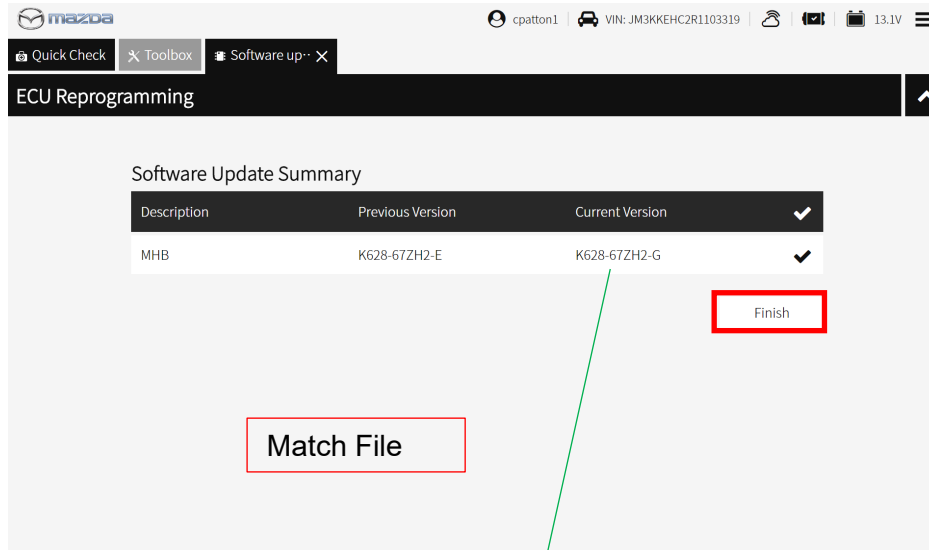 mazda
cpatton1 VIN: JM3KKEHC2R1103319 13.1V
Quick Check Toolbox Software up··
ECU Reprogramming
Software Update Summary
Description Previous Version Current Version
MHB K628-67ZH2-E K628-67ZH2-G
Finish
Match File